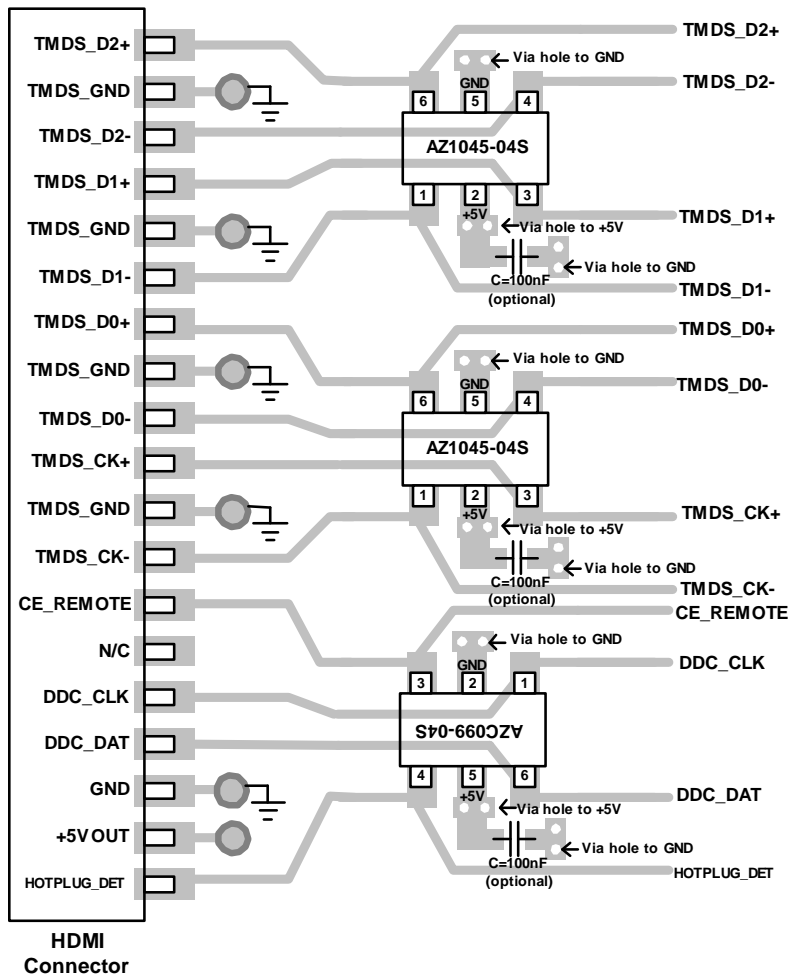 TMDS_D2+
TMDS_GND
TMDS_D2-
TMDS_D1+
TMDS_GND
TMDS_D1-
TMDS_D0+
TMDS_GND
TMDS_D0-
TMDS_CK+
TMDS_GND
TMDS_CK-
CE_REMOTE
N/C
DDC_CLK
DDC_DAT
GND
+5V OUT
HOTPLUG_DET
HDMI
Connector
TMDS_D2+
Via hole to GND
TMDS_D2-
GND
6
5
4
AZ1045-04S
1
2
3
+5V
TMDS_D1+
Via hole to +5V
Via hole to GND
C=100nF
(optional)
TMDS_D1-
TMDS_D0+
Via hole to GND
TMDS_D0-
GND
6
5
4
AZ1045-04S
1
2
3
+5V
TMDS_CK+
Via hole to +5V
Via hole to GND
C=100nF
(optional)
TMDS_CK-
CE_REMOTE
Via hole to GND
DDC_CLK
GND
3
2
1
AZC099-04S
4
5
6
+5V
DDC_DAT
Via hole to +5V
Via hole to GND
C=100nF
(optional)
HOTPLUG_DET